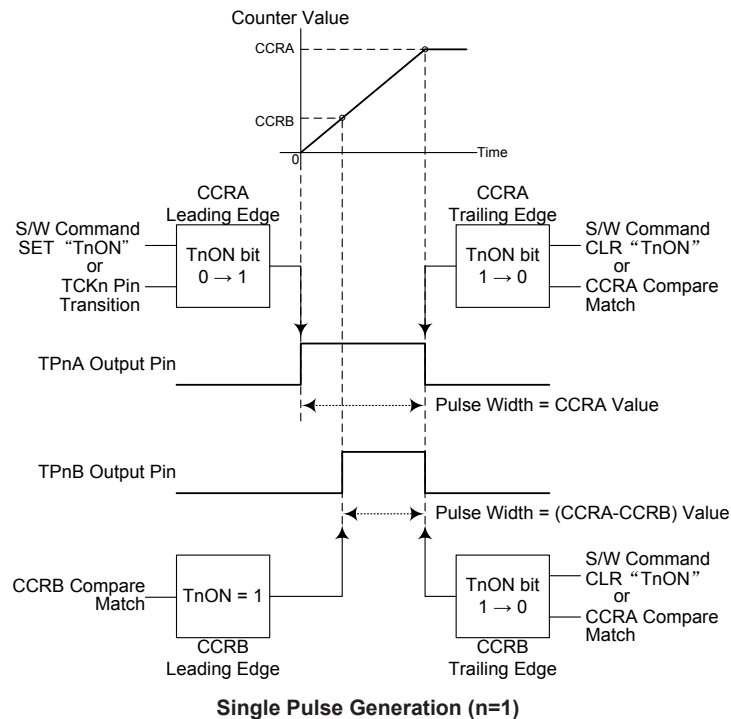 Counter Value
CCRA
CCRB
0
Time
CCRA
Leading Edge
S/W Command
SET “TnON”
or
TCKn Pin
Transition
TnON bit
0 → 1
CCRA
Trailing Edge
TnON bit
1 → 0
S/W Command
CLR “TnON”
or
CCRA Compare
Match
TPnA Output Pin
Pulse Width = CCRA Value
TPnB Output Pin
Pulse Width = (CCRA-CCRB) Value
CCRB Compare
Match
TnON = 1
CCRB
Leading Edge
TnON bit
1 → 0
CCRB
Trailing Edge
S/W Command
CLR “TnON”
or
CCRA Compare
Match
Single Pulse Generation (n=1)